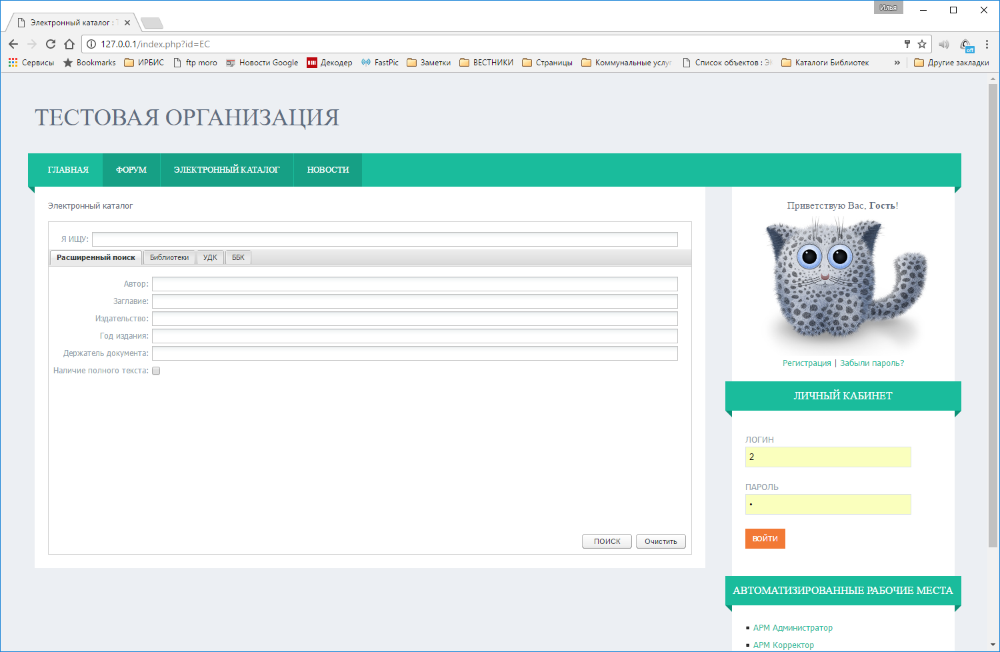 Илья
Электронный каталог : Т
127.0.0.1/index.php?id=EC
off
Сервисы Bookmarks ИРБИС ftp moro Новости Google Декодер FastPic Заметки ВЕСТНИКИ Страницы Коммунальные услуг Список объектов : Эк Каталоги Библиотек » Другие закладки
ТЕСТОВАЯ ОРГАНИЗАЦИЯ
ГЛАВНАЯ ФОРУМ ЭЛЕКТРОННЫЙ КАТАЛОГ НОВОСТИ
Электронный каталог
Я ИЩУ:
Расширенный поиск Библиотеки УДК ББК
Автор:
Заглавие:
Издательство:
Год издания:
Держатель документа:
Наличие полного текста:
ПОИСК Очистить
Приветствую Вас, Гость!
Регистрация | Забыли пароль?
ЛИЧНЫЙ КАБИНЕТ
ЛОГИН
2
ПАРОЛЬ
•
ВОЙТИ
АВТОМАТИЗИРОВАННЫЕ РАБОЧИЕ МЕСТА
▪ АРМ Администратор
▪ АРМ Корректор